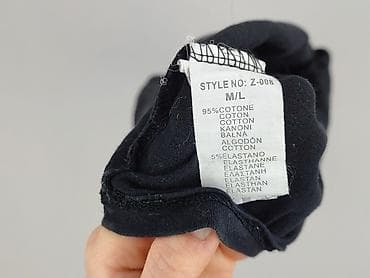 STYLE NO: Z-008
M/L
95%COTONE
COTON
COTTON
KANONI
BALNA
ALGODÓN
COTTON
5%ELASTANO
ELASTHANNE
ELASTANE
ΕΛΑΣΤΑΝΗ
ELASTAN
ELASTHAN
ELASTAN